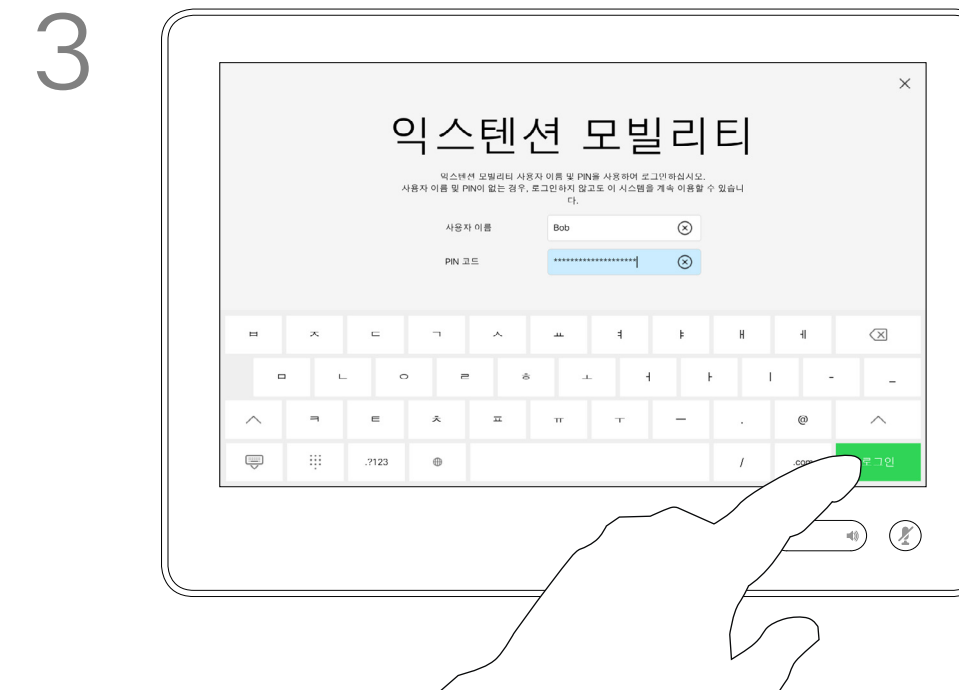 3
익스텐션 모빌리티
익스텐션 모빌리티 사용자 이름 및 PIN을 사용하여 로그인하십시오.
사용자 이름 및 PIN이 없는 경우, 로그인하지 않고도 이 시스템을 계속 이용할 수 있습니
다.
사용자 이름 Bob
PIN 코드 ********************
ㅂ ㅈ ㄷ ㄱ ㅅ ㅛ ㅕ ㅑ ㅐ ㅔ
ㅁ ㄴ ㅇ ㄹ ㅎ ㅗ ㅓ ㅏ ㅣ - _
ㅋ ㅌ ㅊ ㅍ ㅠ ㅜ ㅡ . @
.?123 / .com 로그인